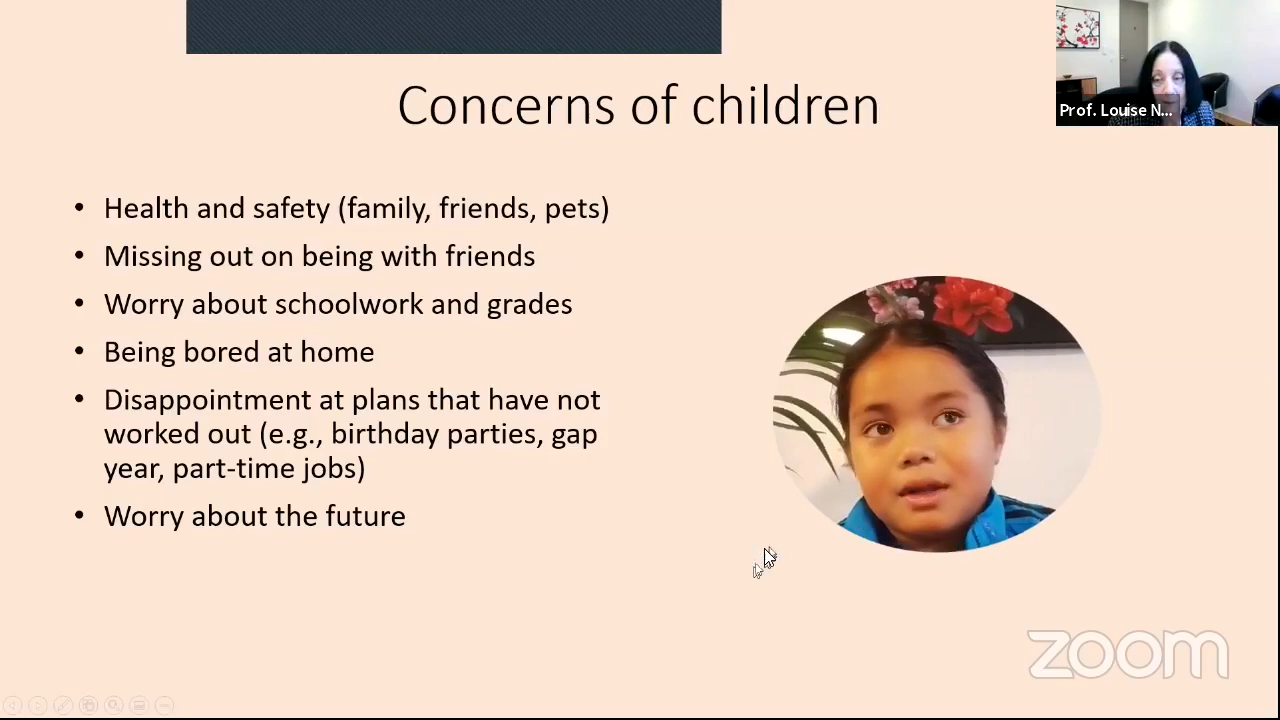 Concerns of children
Prof. Louise N...
• Health and safety (family, friends, pets)
• Missing out on being with friends
• Worry about schoolwork and grades
• Being bored at home
• Disappointment at plans that have not
worked out (e.g., birthday parties, gap
year, part-time jobs)
• Worry about the future
zoom